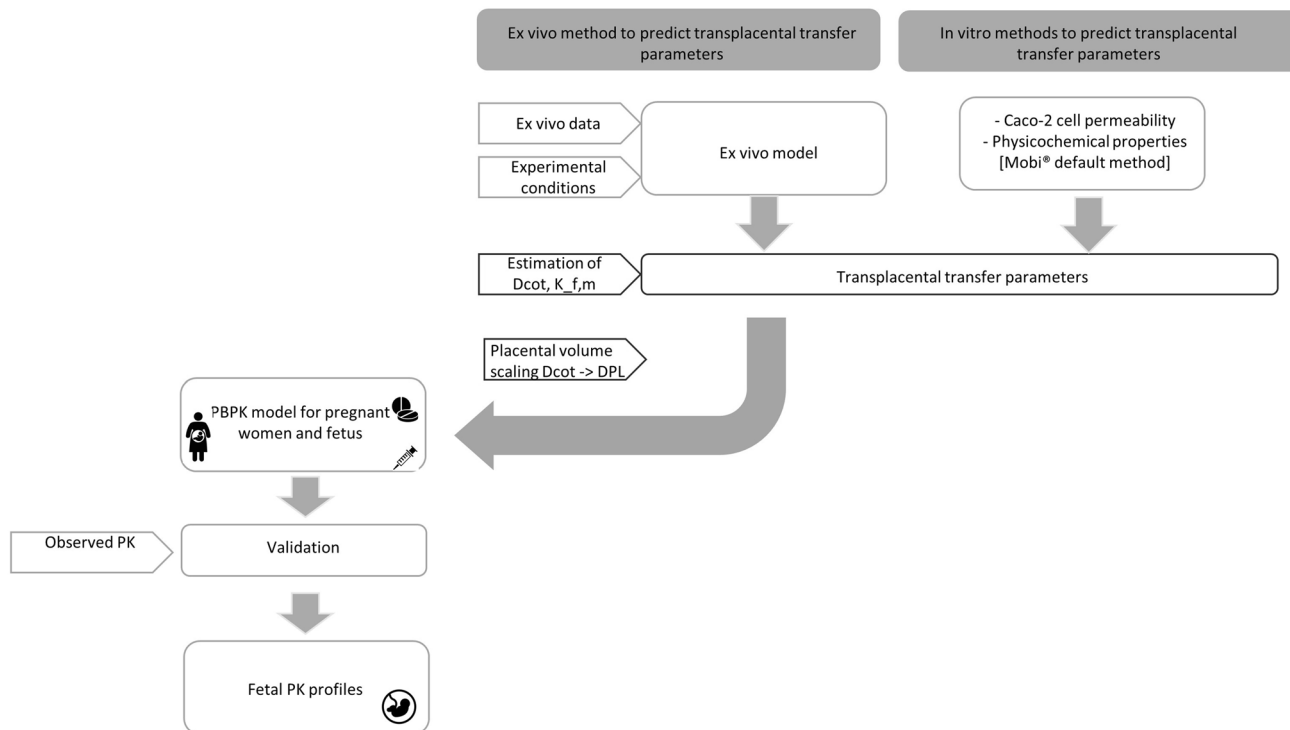 Ex vivo method to predict transplacental transfer
parameters
In vitro methods to predict transplacental
transfer parameters
Ex vivo data
Experimental
conditions
Ex vivo model
- Caco-2 cell permeability
- Physicochemical properties
[Mobi® default method]
Estimation of
Dcot, K_f,m
Transplacental transfer parameters
Placental volume
scaling Dcot -> DPL
PBPK model for pregnant
women and fetus
Observed PK
Validation
Fetal PK profiles